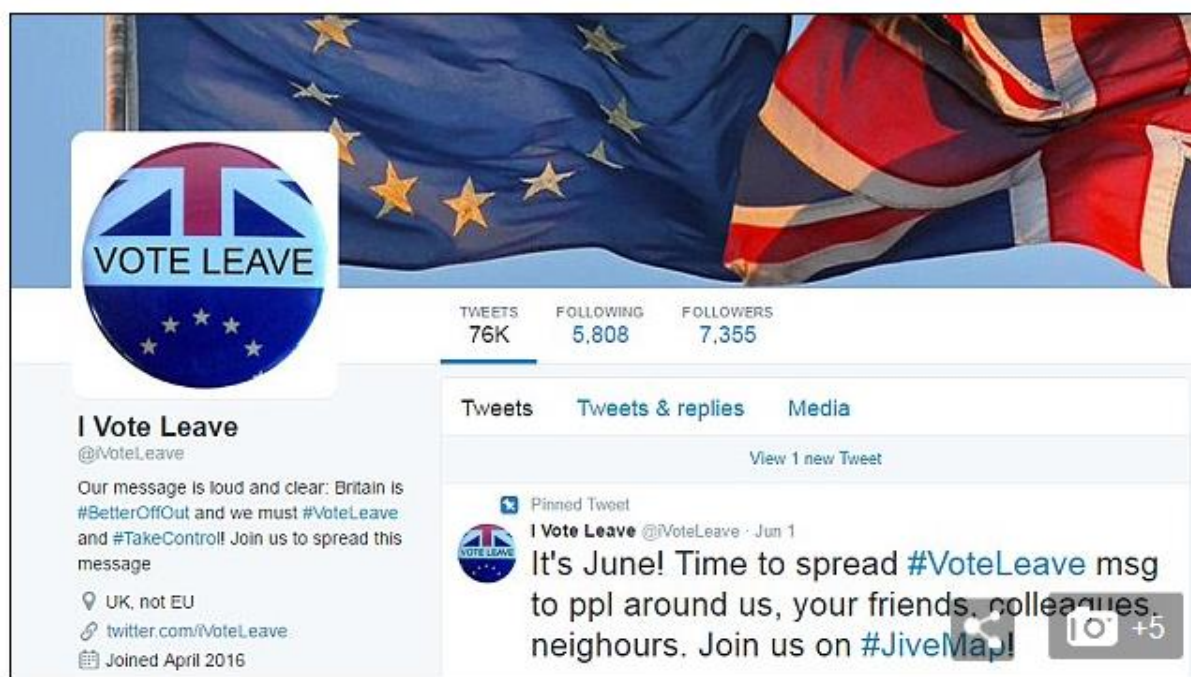 VOTE LEAVE
TWEETS FOLLOWING FOLLOWERS
76K 5,808 7,355
I Vote Leave
@iVoteLeave
Our message is loud and clear: Britain is
#BetterOffOut and we must #VoteLeave
and #TakeControl! Join us to spread this
message
UK, not EU
twitter.com/iVoteLeave
Joined April 2016
Tweets Tweets & replies Media
View 1 new Tweet
Pinned Tweet
I Vote Leave @iVoteLeave · Jun 1
VOTE LEAVE
It's June! Time to spread #VoteLeave msg
to ppl around us, your friends, colleagues,
neighours. Join us on #JiveMap!
+5